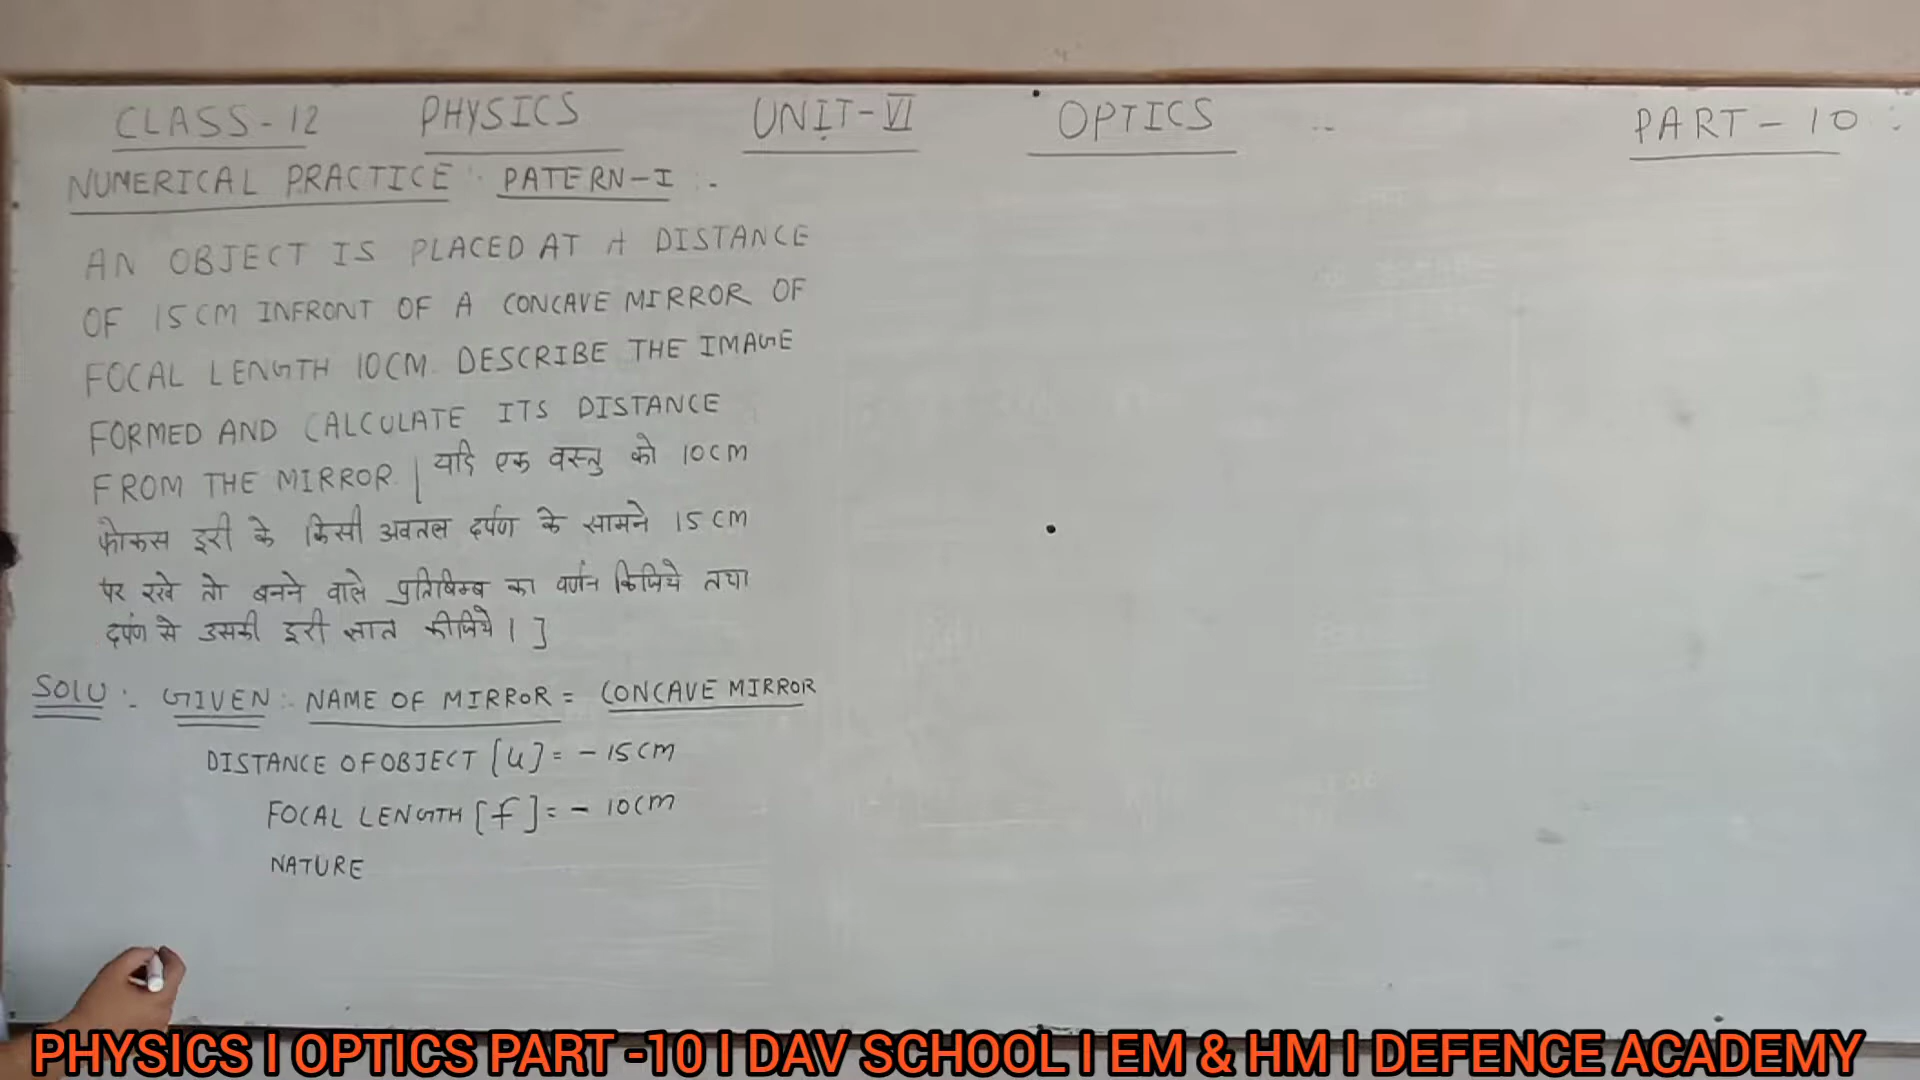 CLASS-12 PHYSICS UNIT-VI OPTICS PART-10
NUMERICAL PRACTICE : PATERN-I :-
AN OBJECT IS PLACED AT A DISTANCE
OF 15CM INFRONT OF A CONCAVE MIRROR OF
FOCAL LENGTH 10CM. DESCRIBE THE IMAGE
FORMED AND CALCULATE ITS DISTANCE
FROM THE MIRROR. [ यदि एक वस्तु को 10CM
फोकस दूरी के किसी अवतल दर्पण के सामने 15CM
पर रखे तो बनने वाले प्रतिबिम्ब का वर्णन किजिये तथा
दर्पण से उसकी दूरी ज्ञात कीजिये। ]
SOLU:- GIVEN:- NAME OF MIRROR = CONCAVE MIRROR
DISTANCE OF OBJECT [u] = -15CM
FOCAL LENGTH [f] = - 10CM
NATURE
PHYSICS I OPTICS PART -10 I DAV SCHOOL I EM & HM I DEFENCE ACADEMY